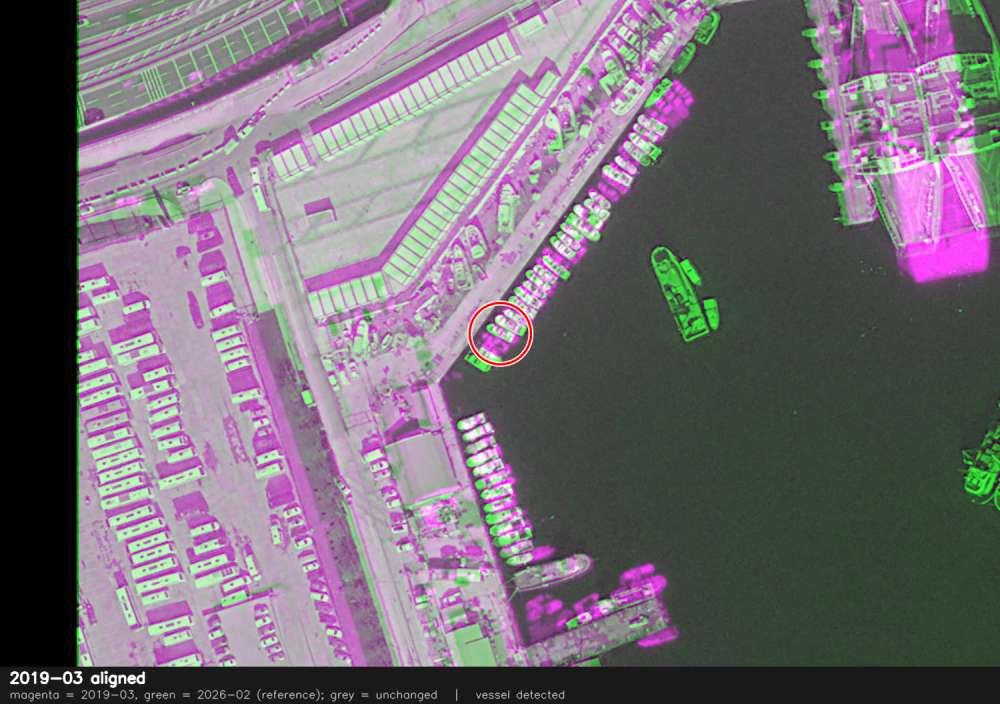 2019-03 aligned
magenta = 2019-03, green = 2026-02 (reference); grey = unchanged | vessel detected